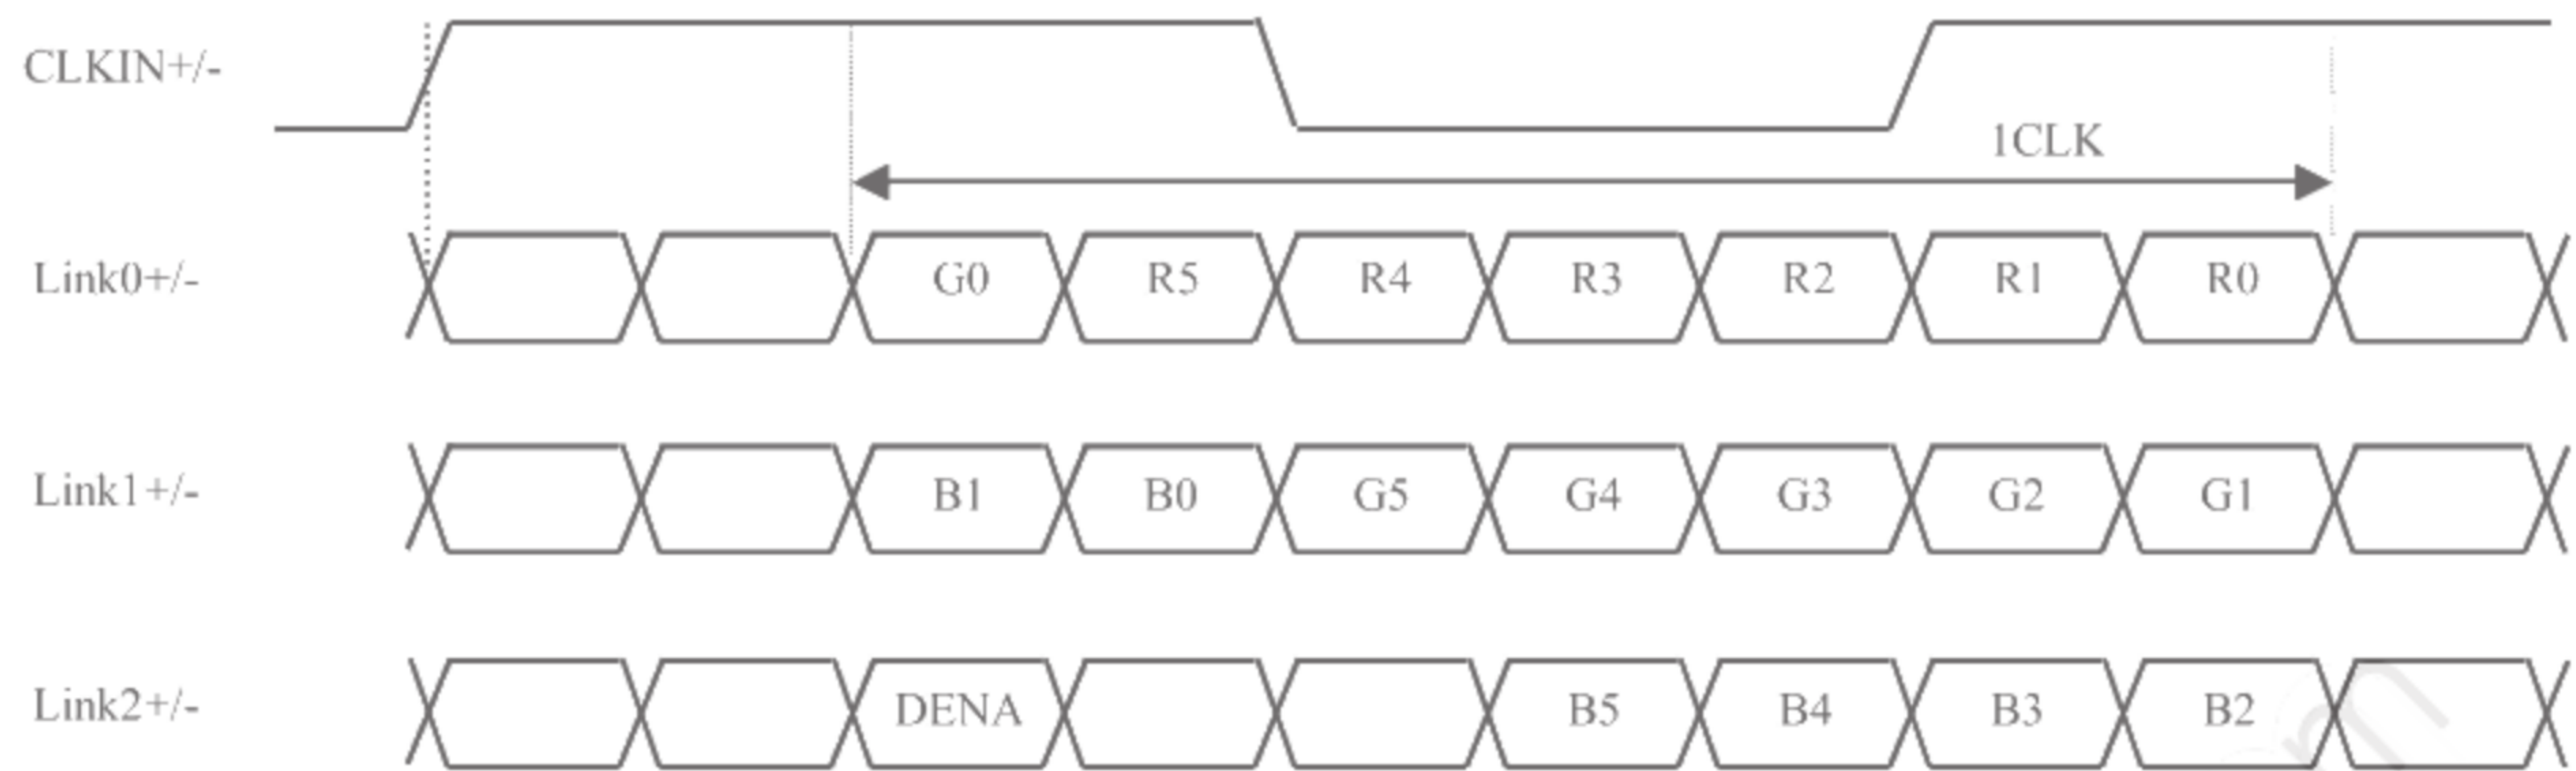 CLKIN+/-
1CLK
Link0+/- G0 R5 R4 R3 R2 R1 R0
Link1+/- B1 B0 G5 G4 G3 G2 G1
Link2+/- DENA B5 B4 B3 B2